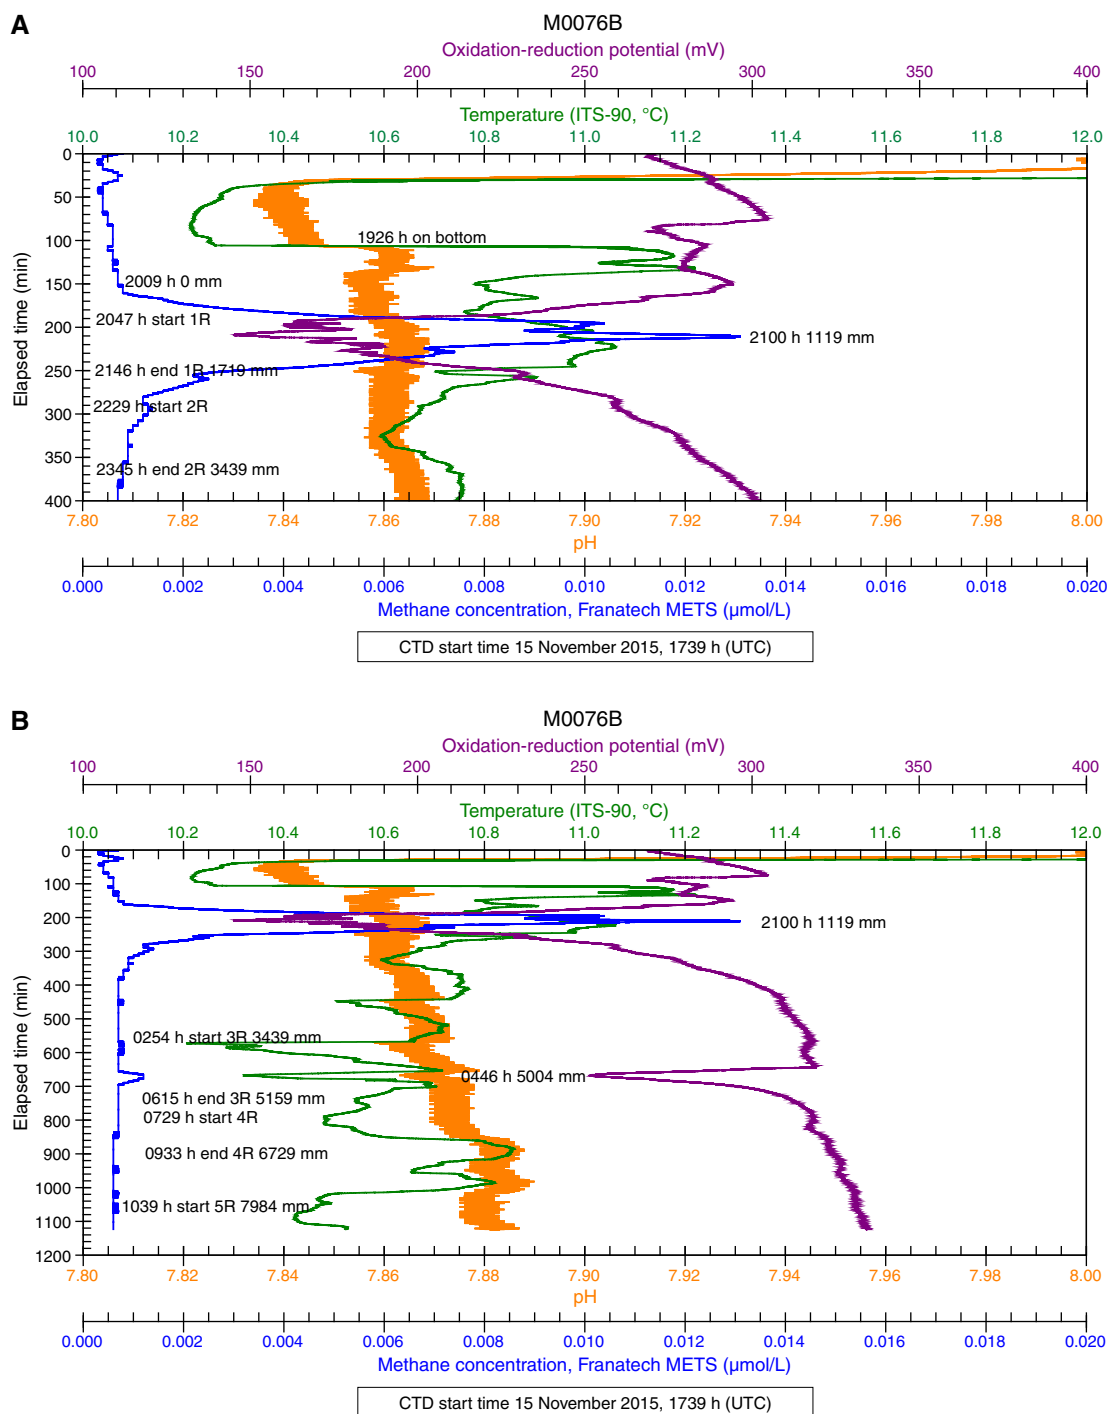 A
M0076B
Oxidation-reduction potential (mV)
100 150 200 250 300 350 400
Temperature (ITS-90, °C)
10.0 10.2 10.4 10.6 10.8 11.0 11.2 11.4 11.6 11.8 12.0
Elapsed time (min)
0
50
100
150
200
250
300
350
400
1926 h on bottom
2009 h 0 mm
2047 h start 1R
2100 h 1119 mm
2146 h end 1R 1719 mm
2229 h start 2R
2345 h end 2R 3439 mm
7.80 7.82 7.84 7.86 7.88 7.90 7.92 7.94 7.96 7.98 8.00
pH
0.000 0.002 0.004 0.006 0.008 0.010 0.012 0.014 0.016 0.018 0.020
Methane concentration, Franatech METS (µmol/L)
CTD start time 15 November 2015, 1739 h (UTC)
B
M0076B
Oxidation-reduction potential (mV)
100 150 200 250 300 350 400
Temperature (ITS-90, °C)
10.0 10.2 10.4 10.6 10.8 11.0 11.2 11.4 11.6 11.8 12.0
Elapsed time (min)
0
100
200
300
400
500
600
700
800
900
1000
1100
1200
2100 h 1119 mm
0254 h start 3R 3439 mm
0446 h 5004 mm
0615 h end 3R 5159 mm
0729 h start 4R
0933 h end 4R 6729 mm
1039 h start 5R 7984 mm
7.80 7.82 7.84 7.86 7.88 7.90 7.92 7.94 7.96 7.98 8.00
pH
0.000 0.002 0.004 0.006 0.008 0.010 0.012 0.014 0.016 0.018 0.020
Methane concentration, Franatech METS (µmol/L)
CTD start time 15 November 2015, 1739 h (UTC)